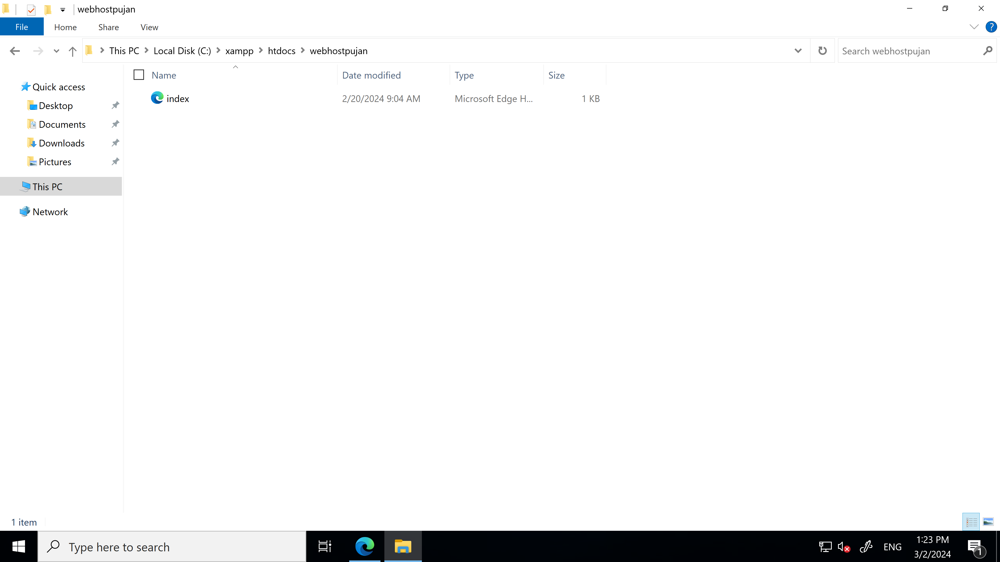 webhostpujan
File Home Share View
?
This PC Local Disk (C:) xampp htdocs webhostpujan
Search webhostpujan
Name Date modified Type Size
index 2/20/2024 9:04 AM Microsoft Edge H... 1 KB
Quick access
Desktop
Documents
Downloads
Pictures
This PC
Network
1 item
Type here to search
ENG
1:23 PM
3/2/2024
1